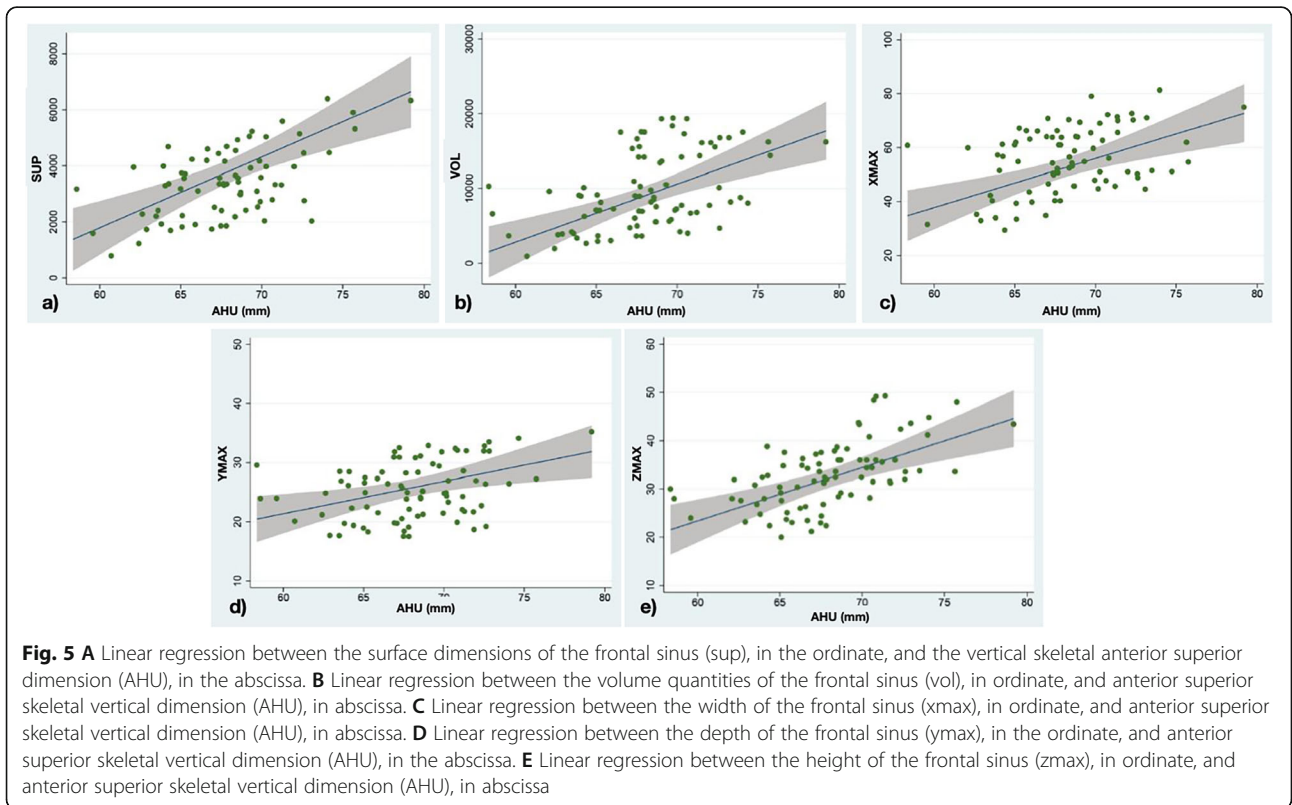 8000
6000
4000
2000
0
SUP
60 65 70 75 80
a) AHU (mm)
30000
20000
10000
0
VOL
60 65 70 75 80
b) AHU (mm)
100
80
60
40
20
XMAX
60 65 70 75 80
c) AHU (mm)
50
40
30
20
10
YMAX
60 65 70 75 80
d) AHU (mm)
60
50
40
30
20
10
ZMAX
60 65 70 75 80
e) AHU (mm)
Fig. 5 A Linear regression between the surface dimensions of the frontal sinus (sup), in the ordinate, and the vertical skeletal anterior superior
dimension (AHU), in the abscissa. B Linear regression between the volume quantities of the frontal sinus (vol), in ordinate, and anterior superior
skeletal vertical dimension (AHU), in abscissa. C Linear regression between the width of the frontal sinus (xmax), in ordinate, and anterior superior
skeletal vertical dimension (AHU), in abscissa. D Linear regression between the depth of the frontal sinus (ymax), in the ordinate, and anterior
superior skeletal vertical dimension (AHU), in the abscissa. E Linear regression between the height of the frontal sinus (zmax), in ordinate, and
anterior superior skeletal vertical dimension (AHU), in abscissa